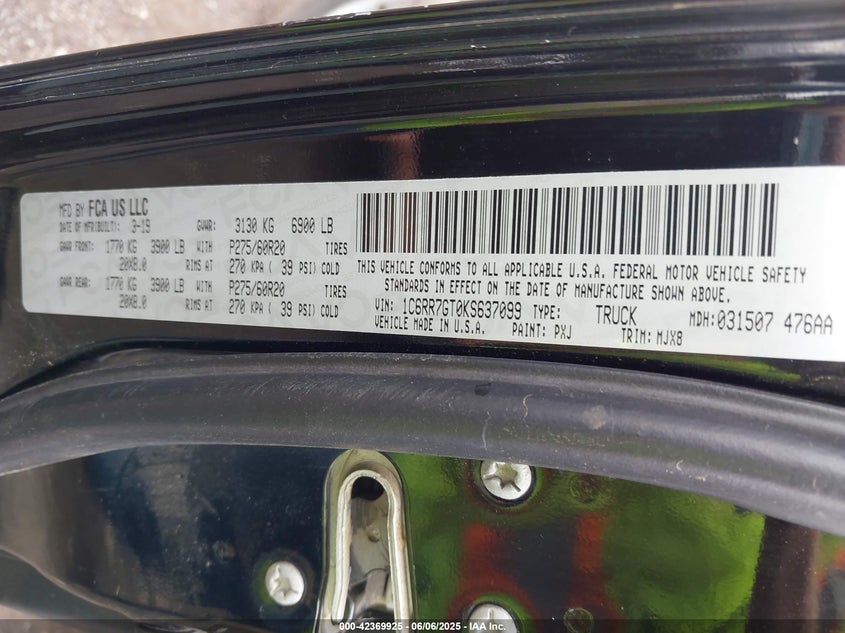 MFD BY FCA US LLC
DATE OF MFR(BUILT): 3-19 GVWR: 3130 KG 6900 LB
GAWR FRONT: 1770 KG 3900 LB WITH P275/60R20 TIRES
20X8.0 RIMS AT 270 KPA ( 39 PSI) COLD
GAWR REAR: 1770 KG 3900 LB WITH P275/60R20 TIRES
20X8.0 RIMS AT 270 KPA ( 39 PSI) COLD
THIS VEHICLE CONFORMS TO ALL APPLICABLE U.S.A. FEDERAL MOTOR VEHICLE SAFETY
STANDARDS IN EFFECT ON THE DATE OF MANUFACTURE SHOWN ABOVE.
VIN: 1C6RR7GT0KS637099 TYPE: TRUCK MDH:031507 476AA
VEHICLE MADE IN U.S.A. PAINT: PXJ TRIM: MJX8
000-42369925 - 06/06/2025 - IAA Inc.